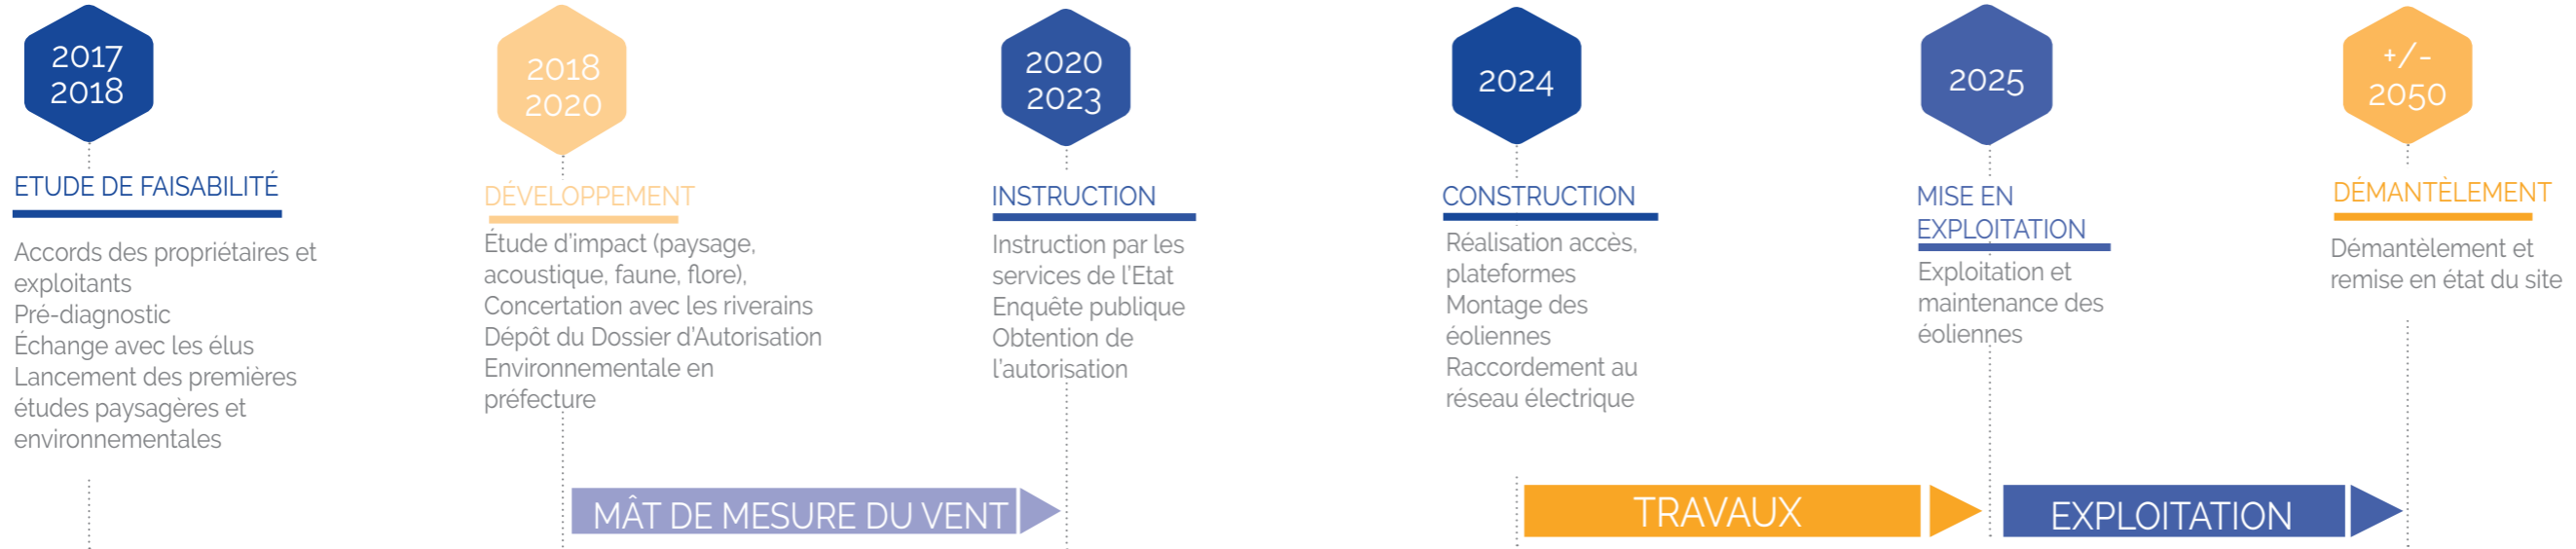 2017
2018
ETUDE DE FAISABILITÉ
Accords des propriétaires et
exploitants
Pré-diagnostic
Échange avec les élus
Lancement des premières
études paysagères et
environnementales
2018
2020
DÉVELOPPEMENT
Étude d'impact (paysage,
acoustique, faune, flore),
Concertation avec les riverains
Dépôt du Dossier d'Autorisation
Environnementale en
préfecture
2020
2023
INSTRUCTION
Instruction par les
services de l'Etat
Enquête publique
Obtention de
l'autorisation
MÂT DE MESURE DU VENT
2024
CONSTRUCTION
Réalisation accès,
plateformes
Montage des
éoliennes
Raccordement au
réseau électrique
TRAVAUX
2025
MISE EN
EXPLOITATION
Exploitation et
maintenance des
éoliennes
EXPLOITATION
+/-
2050
DÉMANTÈLEMENT
Démantèlement et
remise en état du site